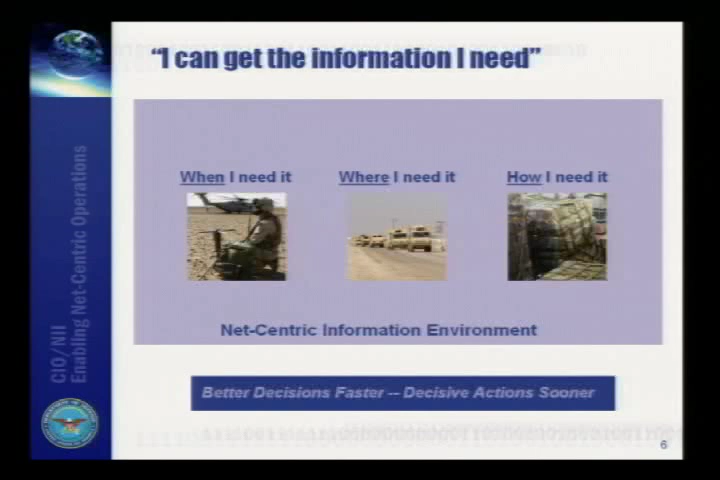 “I can get the information I need”
When I need it
Where I need it
How I need it
Net-Centric Information Environment
Better Decisions Faster -- Decisive Actions Sooner
CIO/NII
Enabling Net-Centric Operations
6